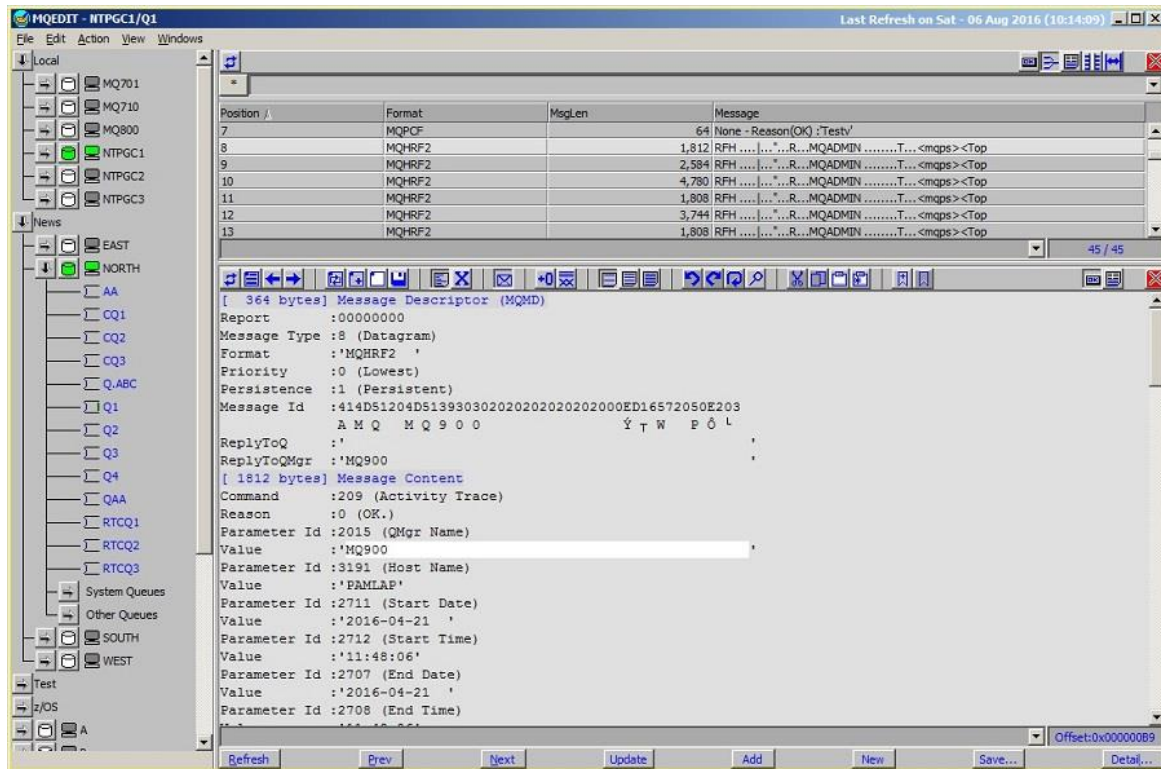 MQEDIT - NTPGC1/Q1
Last Refresh on Sat - 06 Aug 2016 (10:14:09)
File Edit Action View Windows
Local
MQ701
MQ710
MQ800
NTPGC1
NTPGC2
NTPGC3
News
EAST
NORTH
AA
CQ1
CQ2
CQ3
Q.ABC
Q1
Q2
Q3
Q4
QAA
RTCQ1
RTCQ2
RTCQ3
System Queues
Other Queues
SOUTH
WEST
Test
z/OS
A
*
Position Format MsgLen Message
7 MQPCF 64 None - Reason(OK) :'Testv'
8 MQHRF2 1,812 RFH ....|..."...R...MQADMIN ........T...<mqps><Top
9 MQHRF2 2,584 RFH ....|..."...R...MQADMIN ........T...<mqps><Top
10 MQHRF2 4,780 RFH ....|..."...R...MQADMIN ........T...<mqps><Top
11 MQHRF2 1,808 RFH ....|..."...R...MQADMIN ........T...<mqps><Top
12 MQHRF2 3,744 RFH ....|..."...R...MQADMIN ........T...<mqps><Top
13 MQHRF2 1,808 RFH ....|..."...R...MQADMIN ........T...<mqps><Top
45 / 45
[ 364 bytes] Message Descriptor (MQMD)
Report :00000000
Message Type :8 (Datagram)
Format :'MQHRF2 '
Priority :0 (Lowest)
Persistence :1 (Persistent)
Message Id :414D51204D5139303020202020202020 00ED16572050E203
A M Q M Q 9 0 0 Ý W P Ô
ReplyToQ :' '
ReplyToQMgr :'MQ900 '
[ 1812 bytes] Message Content
Command :209 (Activity Trace)
Reason :0 (OK.)
Parameter Id :2015 (QMgr Name)
Value :'MQ900 '
Parameter Id :3191 (Host Name)
Value :'PAMLAP'
Parameter Id :2711 (Start Date)
Value :'2016-04-21 '
Parameter Id :2712 (Start Time)
Value :'11:48:06'
Parameter Id :2707 (End Date)
Value :'2016-04-21 '
Parameter Id :2708 (End Time)
Offset:0x000000B9
Refresh Prev Next Update Add New Save... Detail...